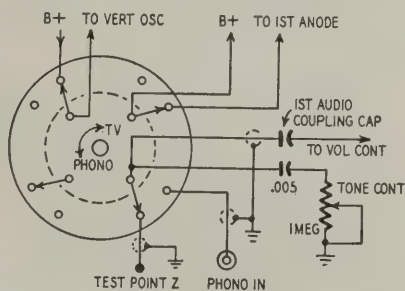 B+ TO VERT OSC
B+ TO IST ANODE
TV
PHONO
IST AUDIO
COUPLING CAP
TO VOL CONT
.005
TONE CONT
IMEG
TEST POINT Z
PHONO IN